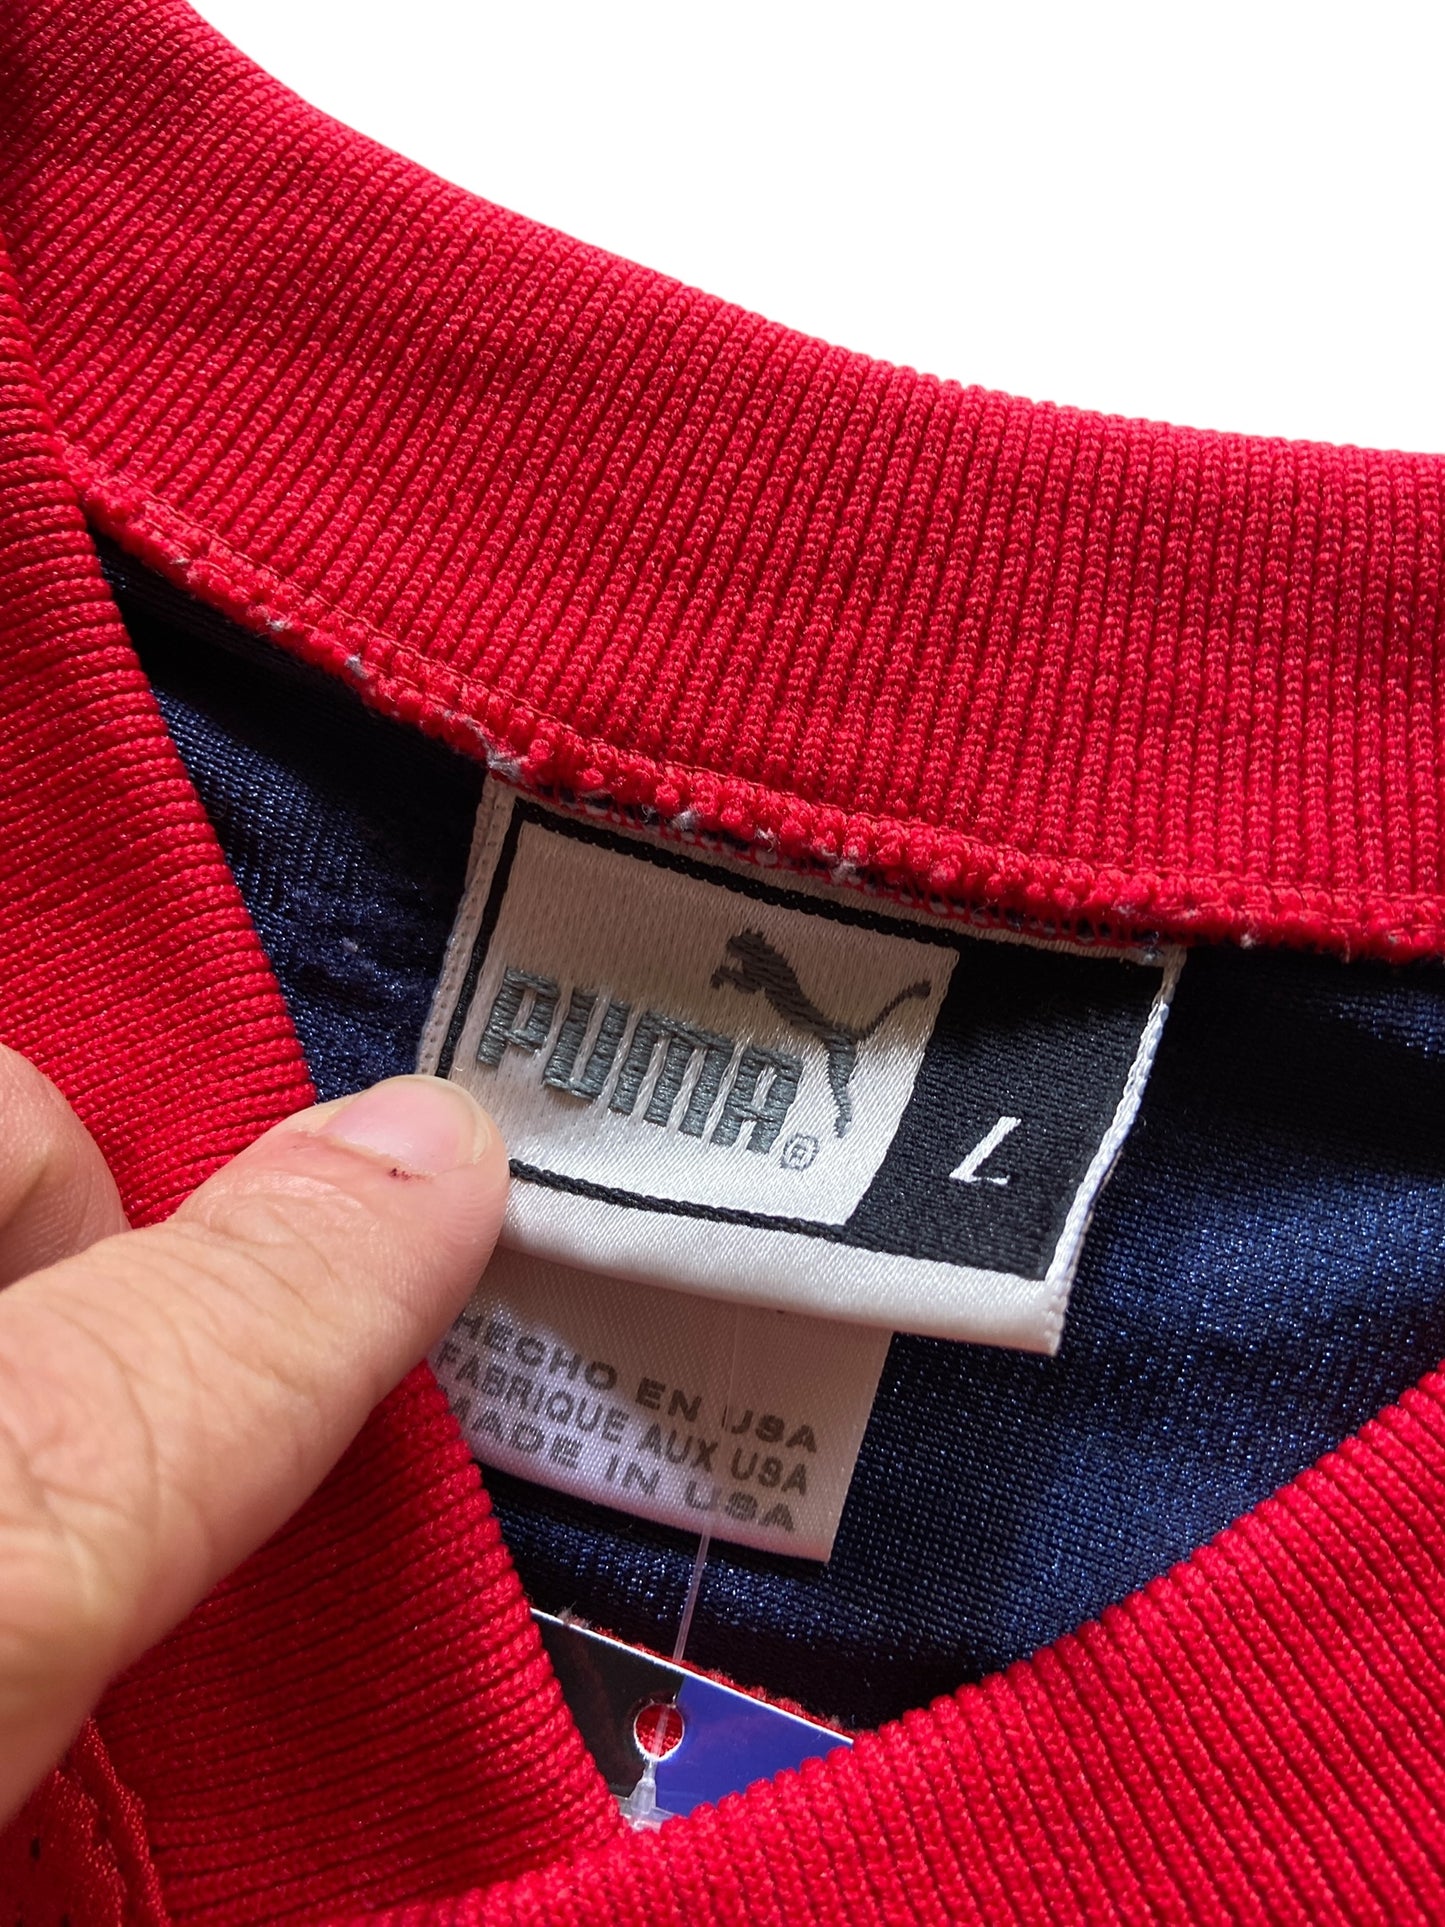 PUMA®
L
HECHO EN USA
FABRIQUE AUX USA
MADE IN USA